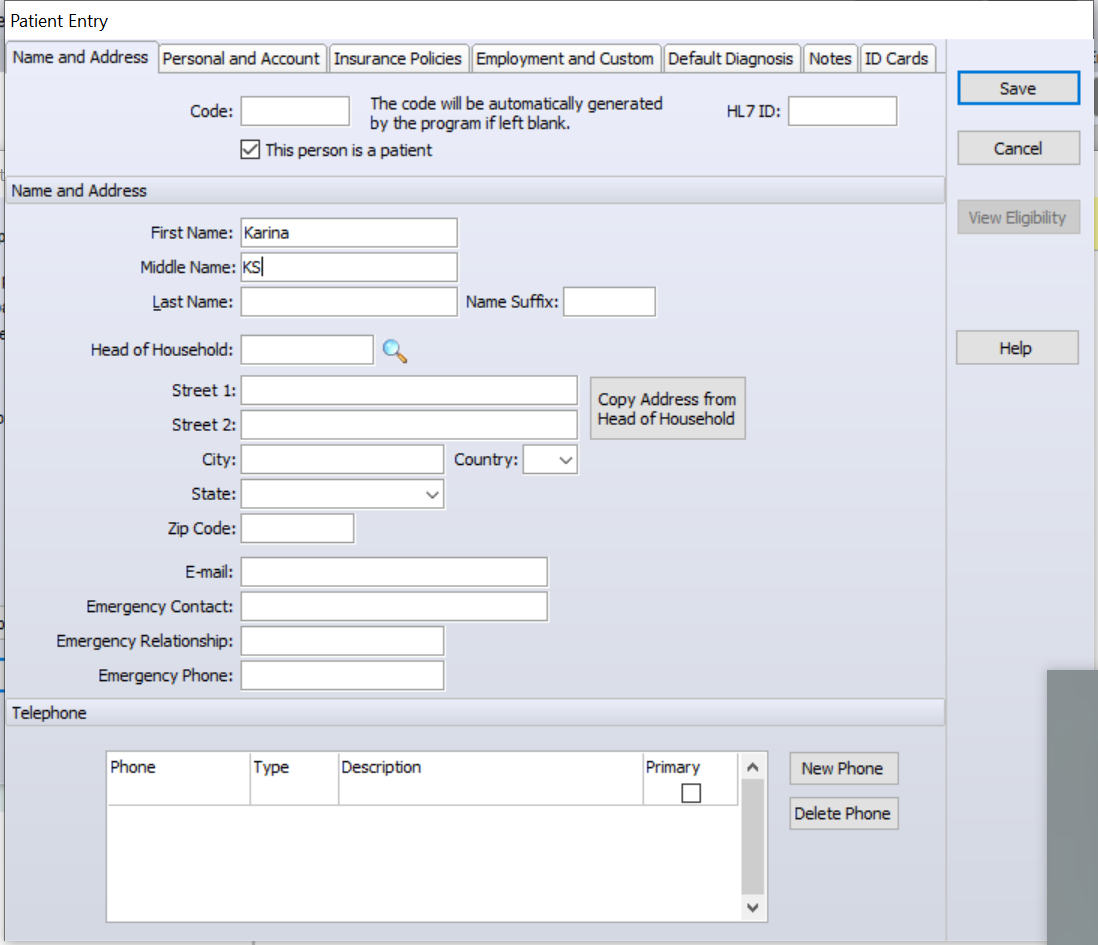 Patient Entry
Name and Address Personal and Account Insurance Policies Employment and Custom Default Diagnosis Notes ID Cards
Save
Code: The code will be automatically generated by the program if left blank. HL7 ID:
This person is a patient
Cancel
Name and Address
View Eligibility
First Name: Karina
Middle Name: KS
Last Name: Name Suffix:
Head of Household:
Help
Street 1:
Copy Address from
Head of Household
Street 2:
City: Country:
State:
Zip Code:
E-mail:
Emergency Contact:
Emergency Relationship:
Emergency Phone:
Telephone
Phone Type Description Primary
New Phone
Delete Phone